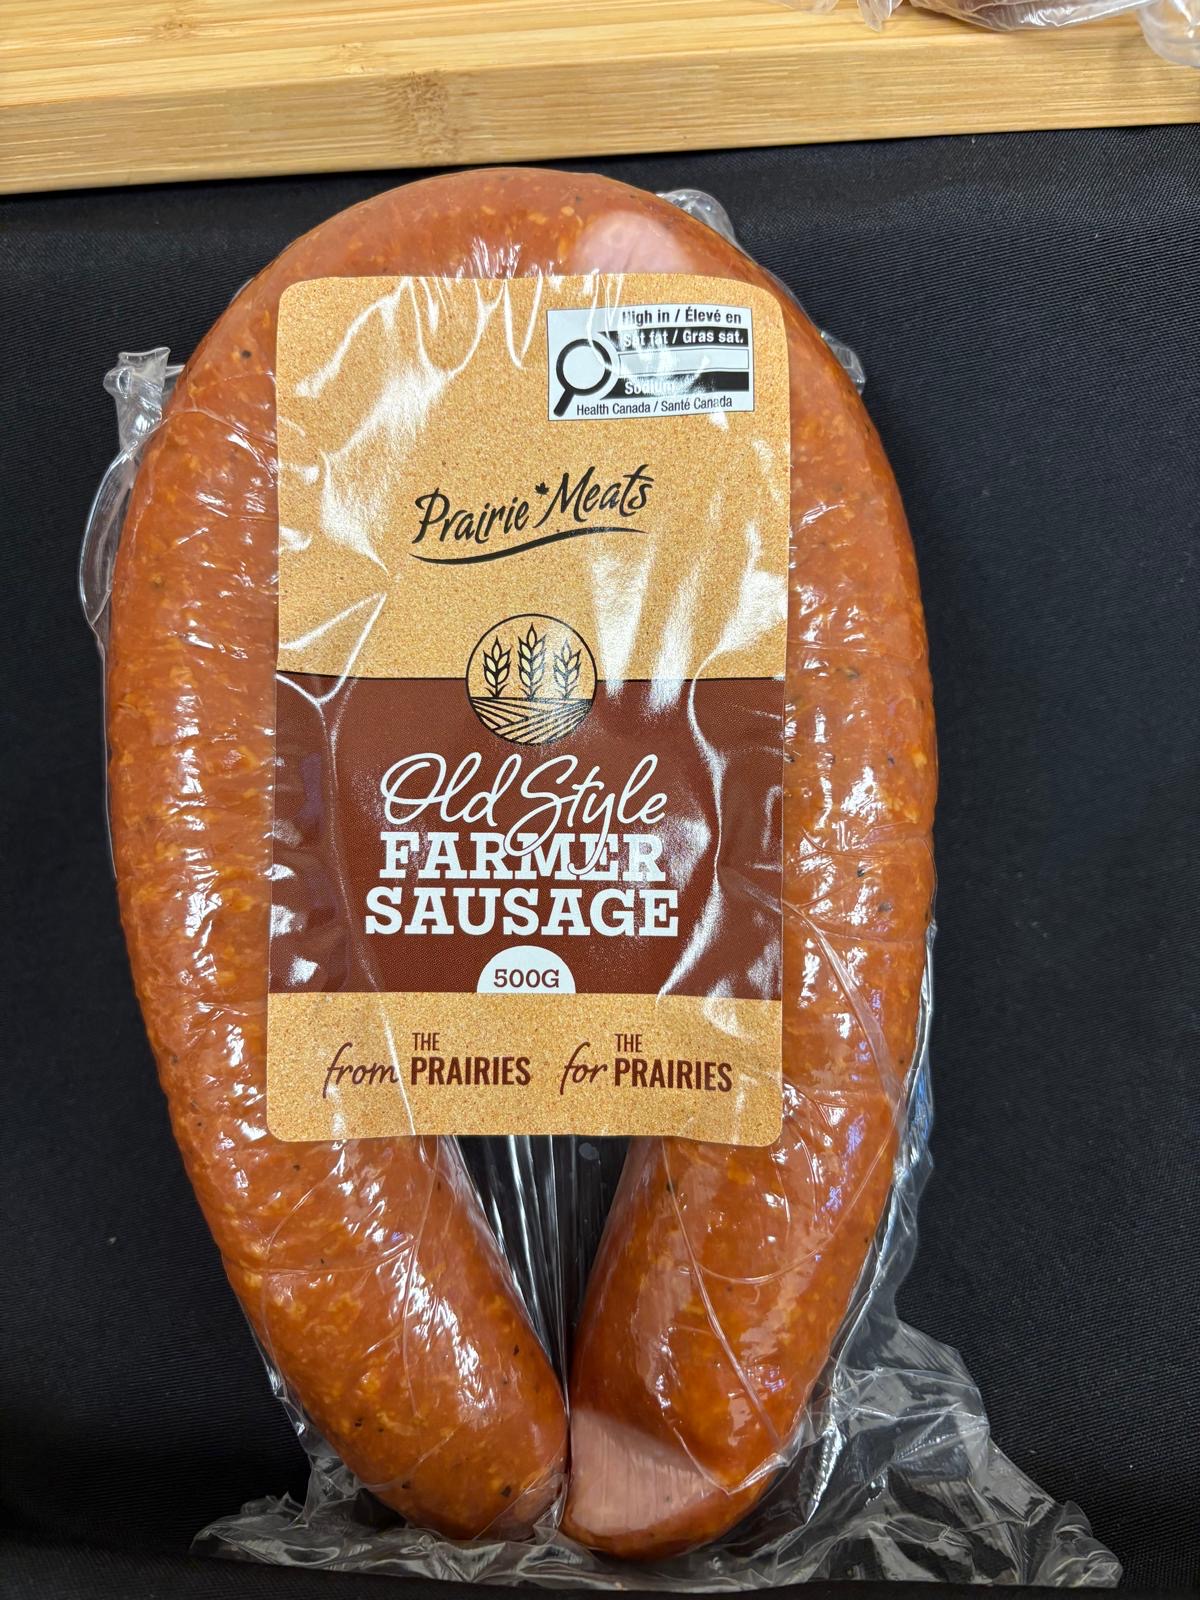 High in / Élevé en
Sat fat / Gras sat.
Sodium
Health Canada / Santé Canada
Prairie Meats
Old Style
FARMER
SAUSAGE
500G
from THE PRAIRIES for THE PRAIRIES